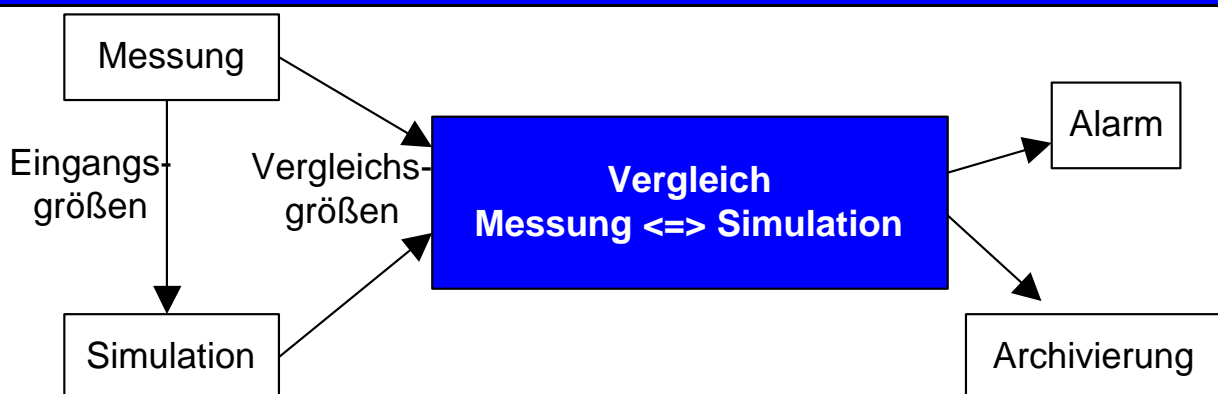 Messung
Alarm
Eingangs-
größen
Vergleichs-
größen
Vergleich
Messung <=> Simulation
Simulation
Archivierung